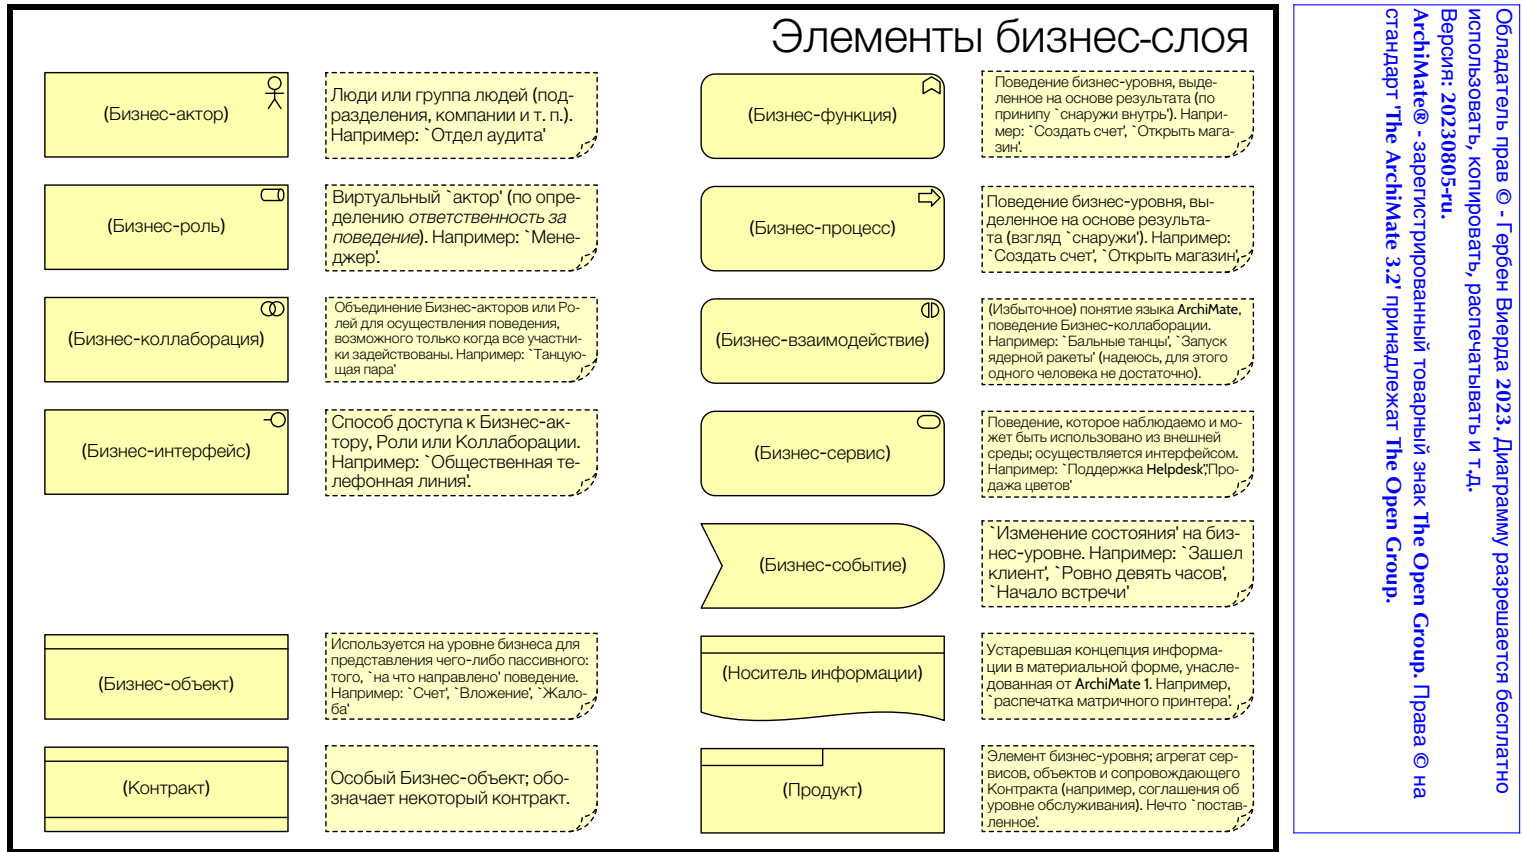 Элементы бизнес-слоя
(Бизнес-актор)
Люди или группа людей (под-
разделения, компании и т. п.).
Например: `Отдел аудита'
(Бизнес-функция)
Поведение бизнес-уровня, выде-
ленное на основе результата (по
принипу `снаружи внутрь'). Напри-
мер: `Создать счет', `Открыть мага-
зин'.
(Бизнес-роль)
Виртуальный `актор' (по опре-
делению ответственность за
поведение). Например: `Мене-
джер'.
(Бизнес-процесс)
Поведение бизнес-уровня, вы-
деленное на основе результа-
та (взгляд `снаружи'). Например:
`Создать счет', `Открыть магазин',
(Бизнес-коллаборация)
Объединение Бизнес-акторов или Ро-
лей для осуществления поведения,
возможного только когда все участни-
ки задействованы. Например: `Танцую-
щая пара'
(Бизнес-взаимодействие)
(Избыточное) понятие языка ArchiMate,
поведение Бизнес-коллаборации.
Например: `Бальные танцы', `Запуск
ядерной ракеты' (надеюсь, для этого
одного человека не достаточно).
(Бизнес-интерфейс)
Способ доступа к Бизнес-ак-
тору, Роли или Коллаборации.
Например: `Общественная те-
лефонная линия'.
(Бизнес-сервис)
Поведение, которое наблюдаемо и мо-
жет быть использовано из внешней
среды; осуществляется интерфейсом.
Например: `Поддержка Helpdesk','Про-
дажа цветов'
(Бизнес-событие)
`Изменение состояния' на биз-
нес-уровне. Например: `Зашел
клиент', `Ровно девять часов',
`Начало встречи'
(Бизнес-объект)
Используется на уровне бизнеса для
представления чего-либо пассивного:
того, `на что направлено' поведение.
Например: `Счет', `Вложение', `Жало-
ба'
(Носитель информации)
Устаревшая концепция информа-
ции в материальной форме, унасле-
дованная от ArchiMate 1. Например,
`распечатка матричного принтера'.
(Контракт)
Особый Бизнес-объект; обо-
значает некоторый контракт.
(Продукт)
Элемент бизнес-уровня; агрегат сер-
висов, объектов и сопровождающего
Контракта (например, соглашения об
уровне обслуживания). Нечто `постав-
ленное'.
Обладатель прав © - Гербен Виерда 2023. Диаграмму разрешается бесплатно
использовать, копировать, распечатывать и т.д.
Версия: 20230805-ru.
ArchiMate® - зарегистрированный товарный знак The Open Group. Права © на
стандарт 'The ArchiMate 3.2' принадлежат The Open Group.